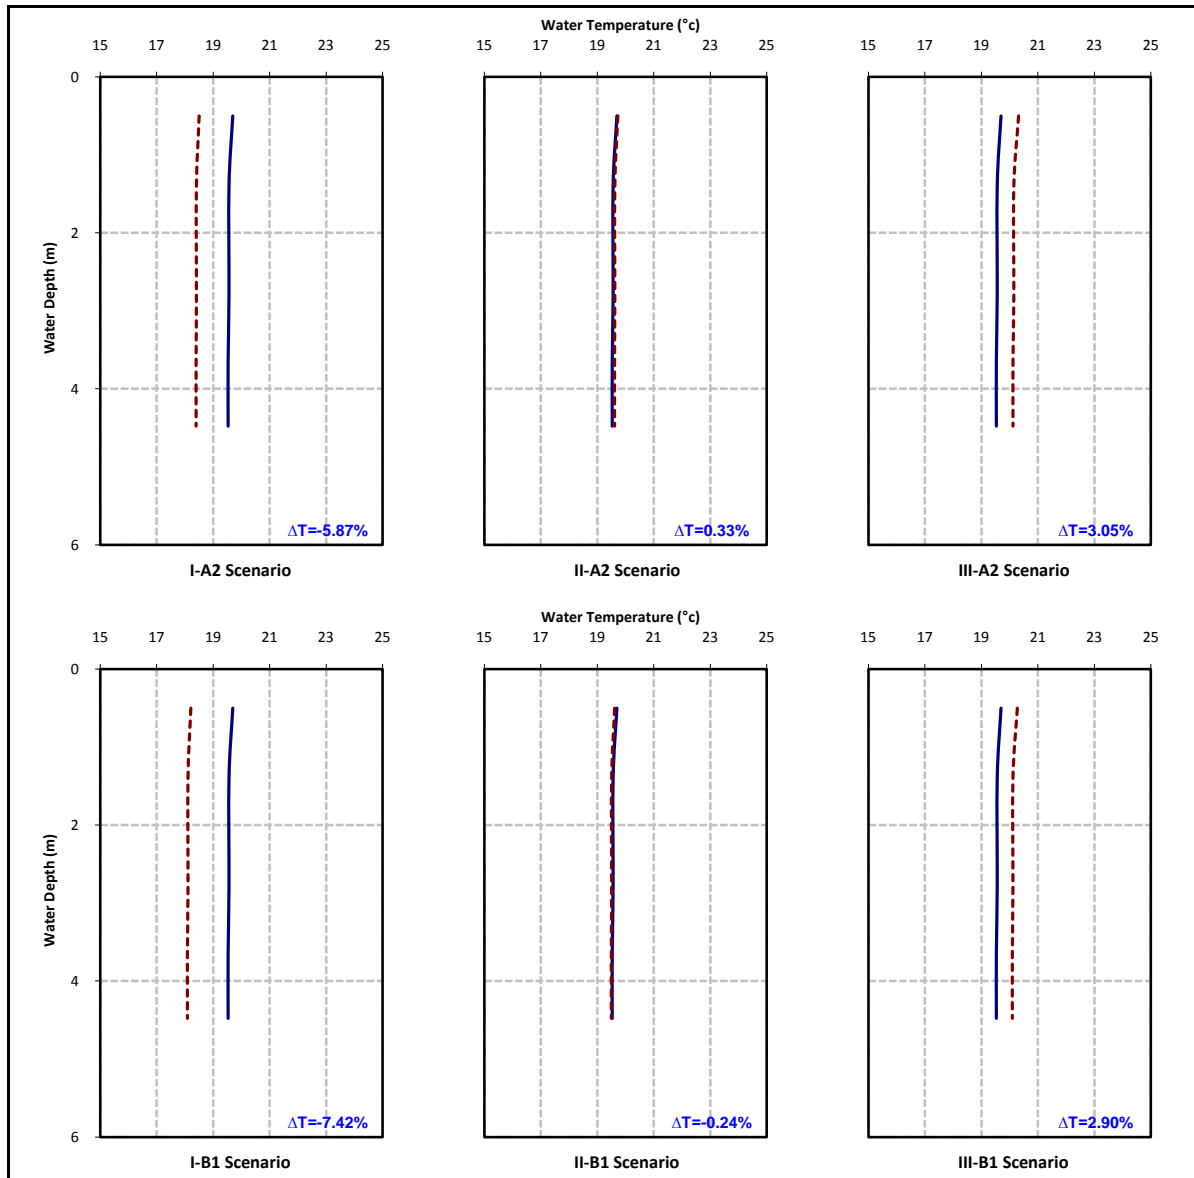 Water Temperature (°c)
15 17 19 21 23 25 15 17 19 21 23 25 15 17 19 21 23 25
0
2
Water Depth (m)
4
6
ΔT=-5.87% ΔT=0.33% ΔT=3.05%
I-A2 Scenario II-A2 Scenario III-A2 Scenario
Water Temperature (°c)
15 17 19 21 23 25 15 17 19 21 23 25 15 17 19 21 23 25
0
2
Water Depth (m)
4
6
ΔT=-7.42% ΔT=-0.24% ΔT=2.90%
I-B1 Scenario II-B1 Scenario III-B1 Scenario